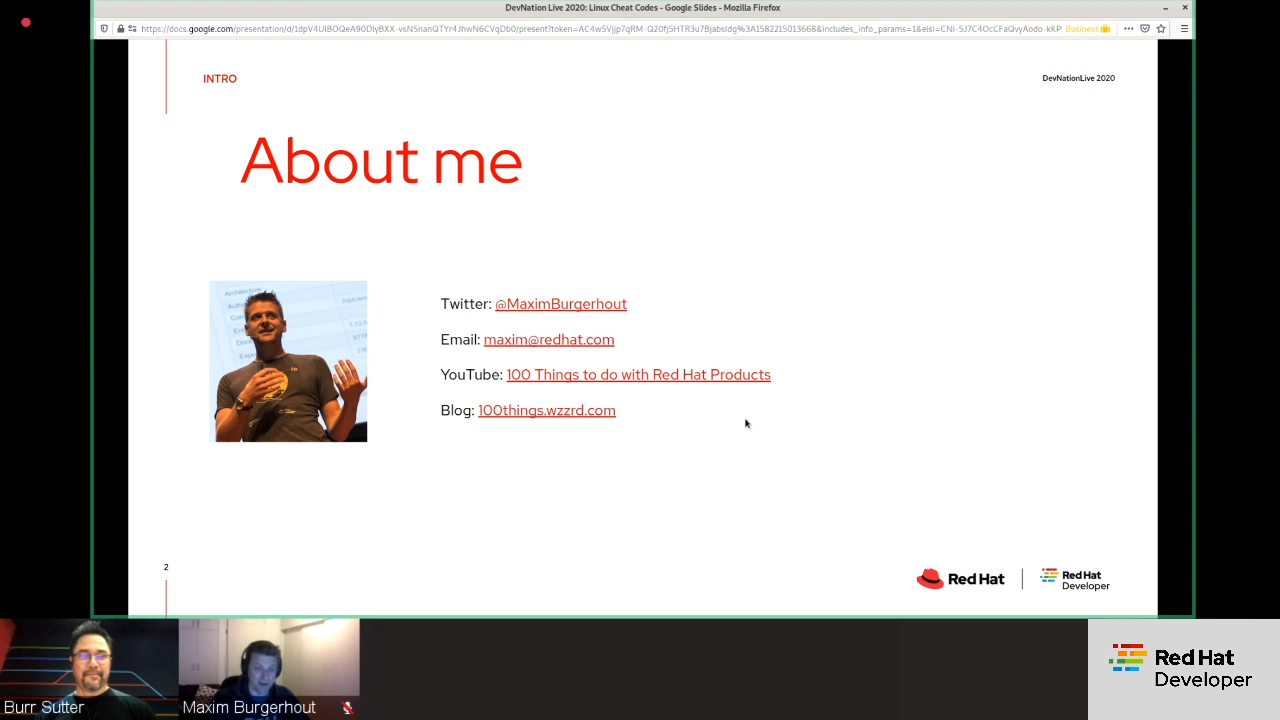 DevNation Live 2020: Linux Cheat Codes - Google Slides - Mozilla Firefox
Business
INTRO
DevNationLive 2020
About me
Twitter: @MaximBurgerhout
Email: maxim@redhat.com
YouTube: 100 Things to do with Red Hat Products
Blog: 100things.wzzrd.com
2
Red Hat
Red Hat
Developer
Burr Sutter
Maxim Burgerhout
Red Hat
Developer